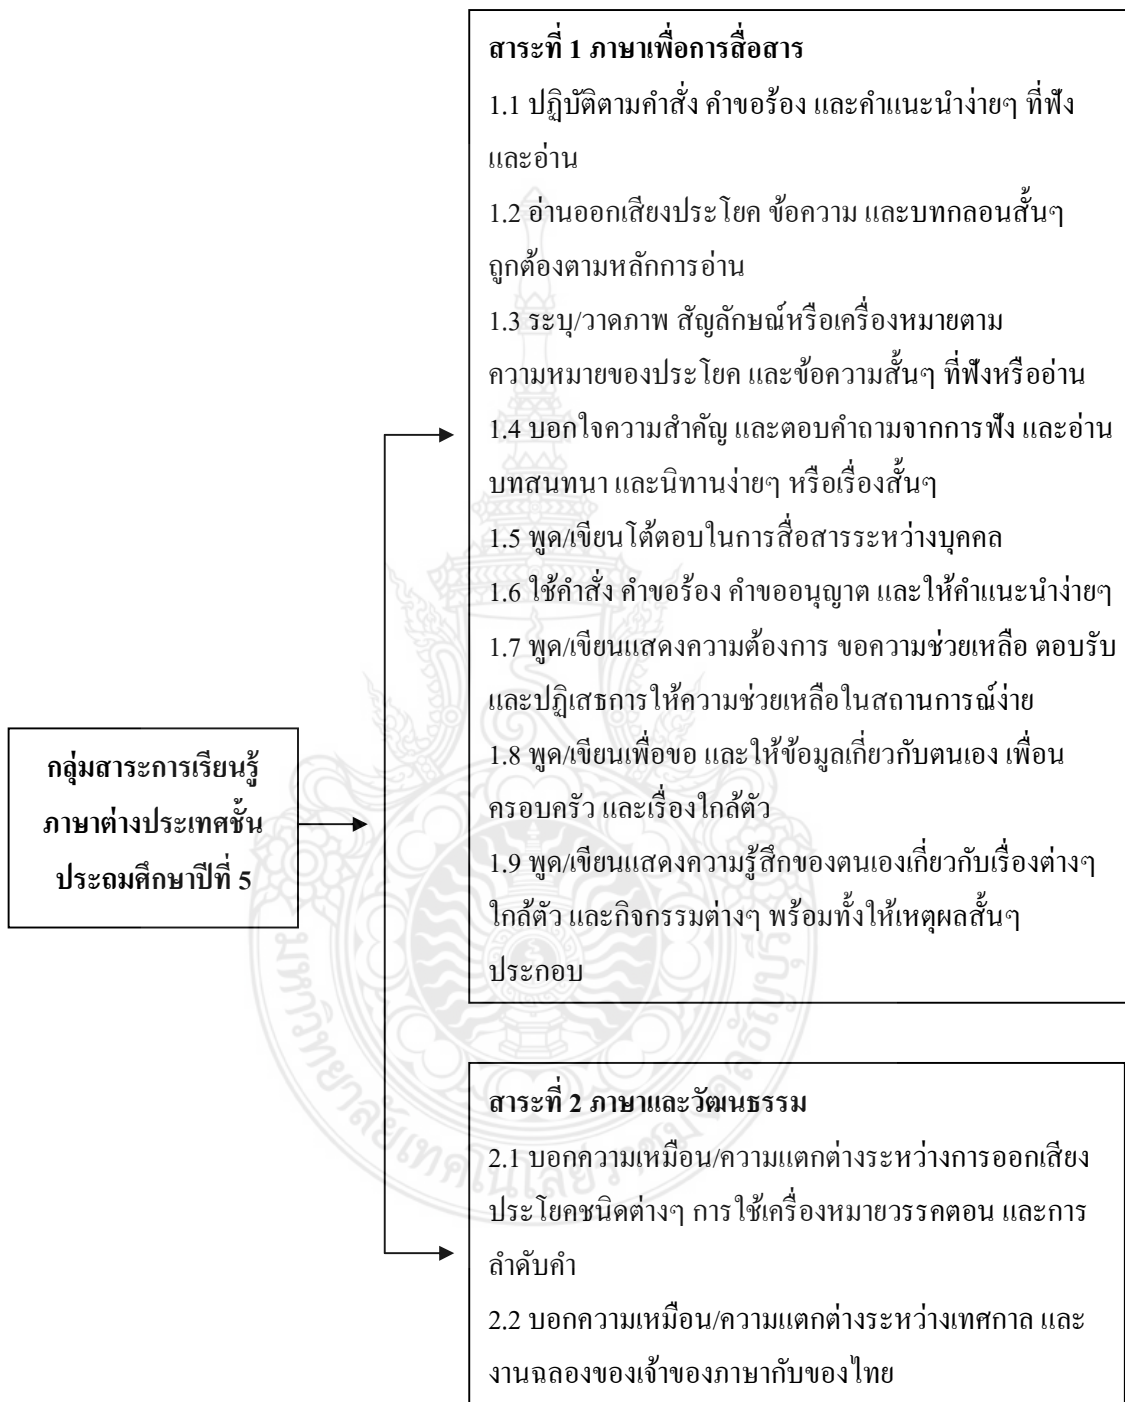 สาระที่ 1 ภาษาเพื่อการสื่อสาร
1.1 ปฏิบัติตามคำสั่ง คำขอร้อง และคำแนะนำง่ายๆ ที่ฟัง
และอ่าน
1.2 อ่านออกเสียงประโยค ข้อความ และบทกลอนสั้นๆ
ถูกต้องตามหลักการอ่าน
1.3 ระบุ/วาดภาพ สัญลักษณ์หรือเครื่องหมายตาม
ความหมายของประโยค และข้อความสั้นๆ ที่ฟังหรืออ่าน
1.4 บอกใจความสำคัญ และตอบคำถามจากการฟัง และอ่าน
บทสนทนา และนิทานง่ายๆ หรือเรื่องสั้นๆ
1.5 พูด/เขียนโต้ตอบในการสื่อสารระหว่างบุคคล
1.6 ใช้คำสั่ง คำขอร้อง คำขออนุญาต และให้คำแนะนำง่ายๆ
1.7 พูด/เขียนแสดงความต้องการ ขอความช่วยเหลือ ตอบรับ
และปฏิเสธการให้ความช่วยเหลือในสถานการณ์ง่าย
1.8 พูด/เขียนเพื่อขอ และให้ข้อมูลเกี่ยวกับตนเอง เพื่อน
ครอบครัว และเรื่องใกล้ตัว
1.9 พูด/เขียนแสดงความรู้สึกของตนเองเกี่ยวกับเรื่องต่างๆ
ใกล้ตัว และกิจกรรมต่างๆ พร้อมทั้งให้เหตุผลสั้นๆ
ประกอบ
กลุ่มสาระการเรียนรู้
ภาษาต่างประเทศชั้น
ประถมศึกษาปีที่ 5
สาระที่ 2 ภาษาและวัฒนธรรม
2.1 บอกความเหมือน/ความแตกต่างระหว่างการออกเสียง
ประโยคชนิดต่างๆ การใช้เครื่องหมายวรรคตอน และการ
ลำดับคำ
2.2 บอกความเหมือน/ความแตกต่างระหว่างเทศกาล และ
งานฉลองของเจ้าของภาษากับของไทย
มหาวิทยาลัยเทคโนโลยีราชมงคลธัญบุรี